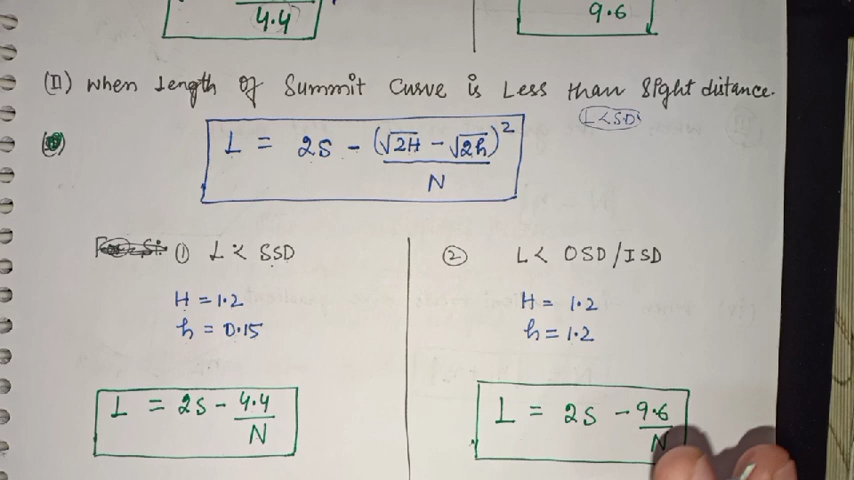 4.4
9.6
(II) When Length of Summit Curve is Less than Sight distance.
L<SD
L = 2S - (√2H - √2h)² / N
① L < SSD
H = 1.2
h = 0.15
L = 2S - 4.4 / N
② L < OSD/ISD
H = 1.2
h = 1.2
L = 2S - 9.6 / N